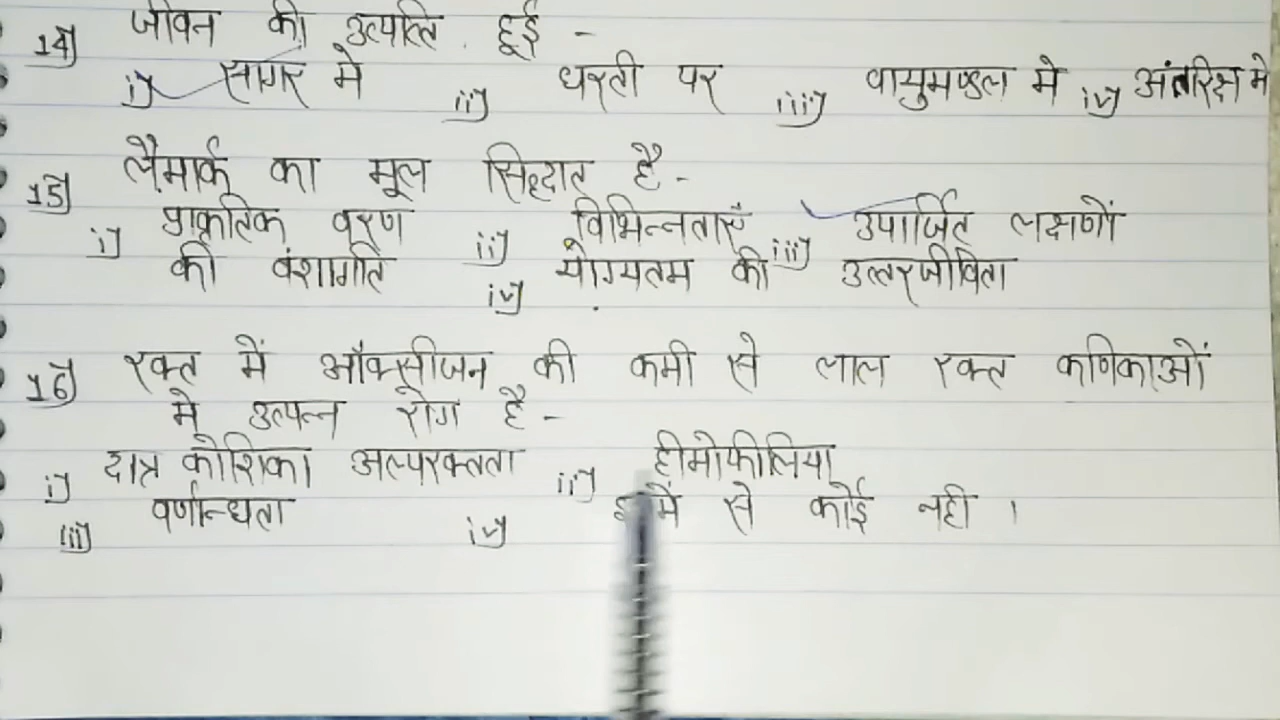 14) जीवन की उत्पत्ति हुई -
i) सागर मे ii) धरती पर iii) वायुमण्डल मे iv) अंतरिक्ष मे
15) लैमार्क का मूल सिद्दांत है -
i) प्राकृतिक वरण ii) विभिन्नताएँ iii) उपार्जित लक्षणों
की वंशागति iv) योग्यतम की उत्तरजीविता
16) रक्त में ऑक्सीजन की कमी से लाल रक्त कणिकाओं
मे उत्पन्न रोग है -
i) दात्र कोशिका अल्परक्तता ii) हीमोफीलिया
iii) वर्णान्धता iv) इनमें से कोई नही ।